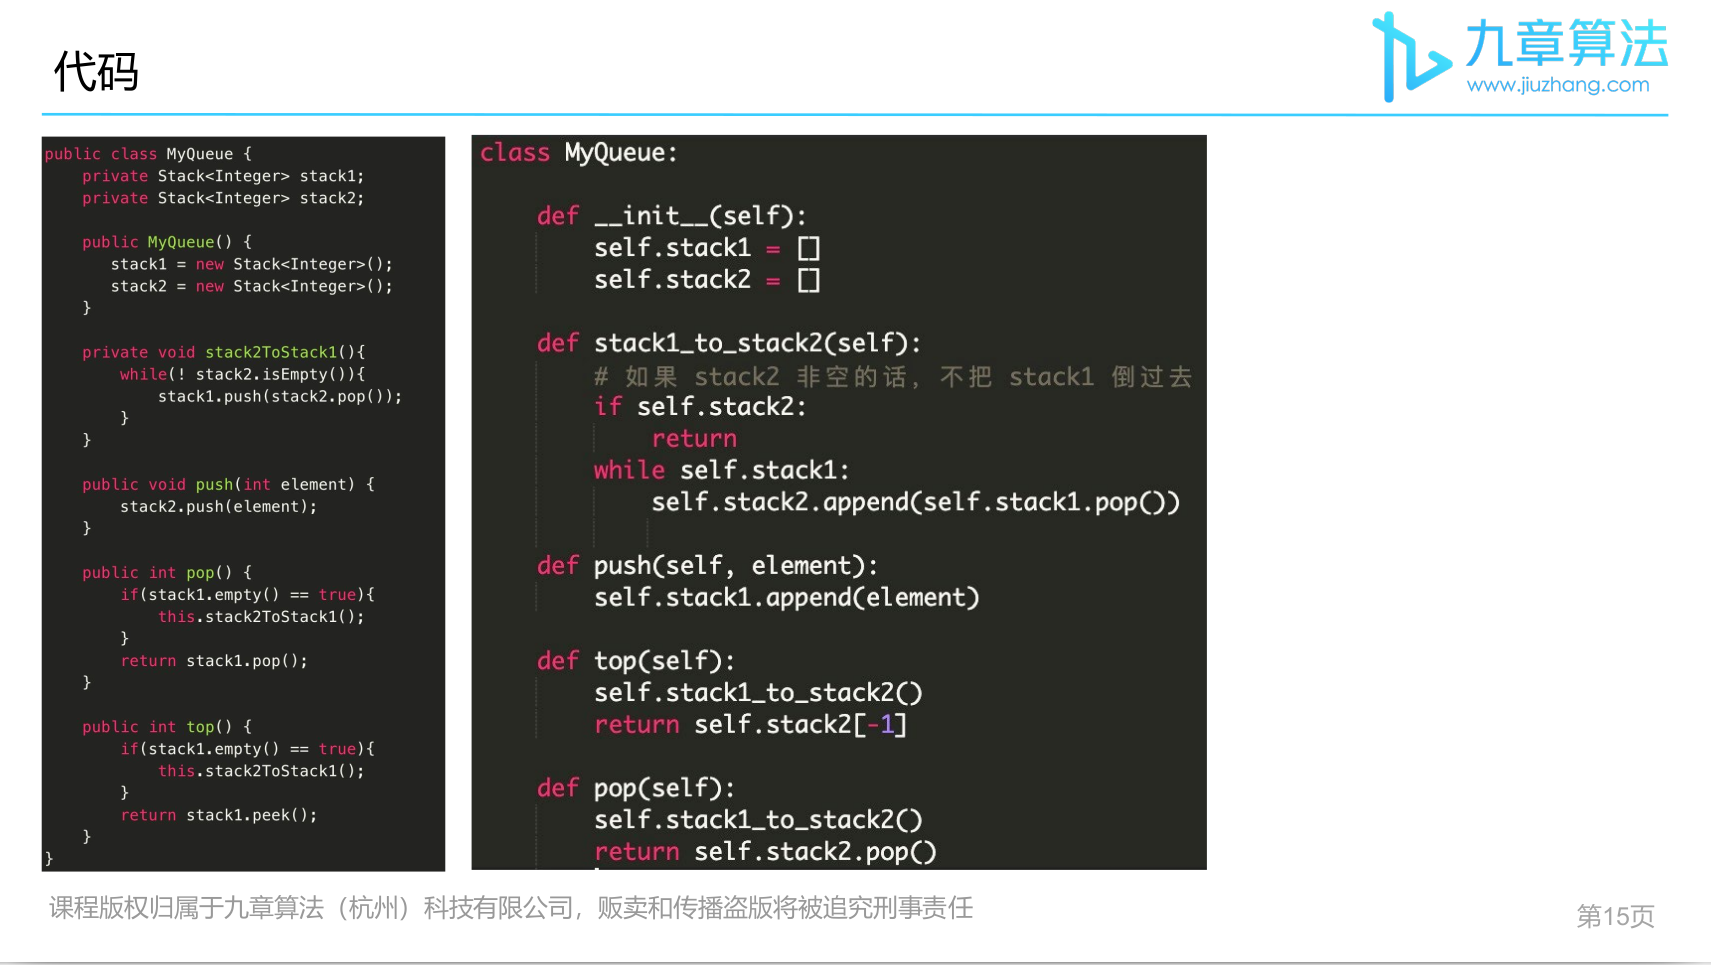 代码
九章算法
www.jiuzhang.com
public class MyQueue {
    private Stack<Integer> stack1;
    private Stack<Integer> stack2;

    public MyQueue() {
       stack1 = new Stack<Integer>();
       stack2 = new Stack<Integer>();
    }

    private void stack2ToStack1(){
        while(! stack2.isEmpty()){
            stack1.push(stack2.pop());
        }
    }

    public void push(int element) {
        stack2.push(element);
    }

    public int pop() {
        if(stack1.empty() == true){
            this.stack2ToStack1();
        }
        return stack1.pop();
    }

    public int top() {
        if(stack1.empty() == true){
            this.stack2ToStack1();
        }
        return stack1.peek();
    }
}
class MyQueue:

    def __init__(self):
        self.stack1 = []
        self.stack2 = []

    def stack1_to_stack2(self):
        # 如果 stack2 非空的话，不把 stack1 倒过去
        if self.stack2:
            return
        while self.stack1:
            self.stack2.append(self.stack1.pop())

    def push(self, element):
        self.stack1.append(element)

    def top(self):
        self.stack1_to_stack2()
        return self.stack2[-1]

    def pop(self):
        self.stack1_to_stack2()
        return self.stack2.pop()
课程版权归属于九章算法（杭州）科技有限公司，贩卖和传播盗版将被追究刑事责任
第15页